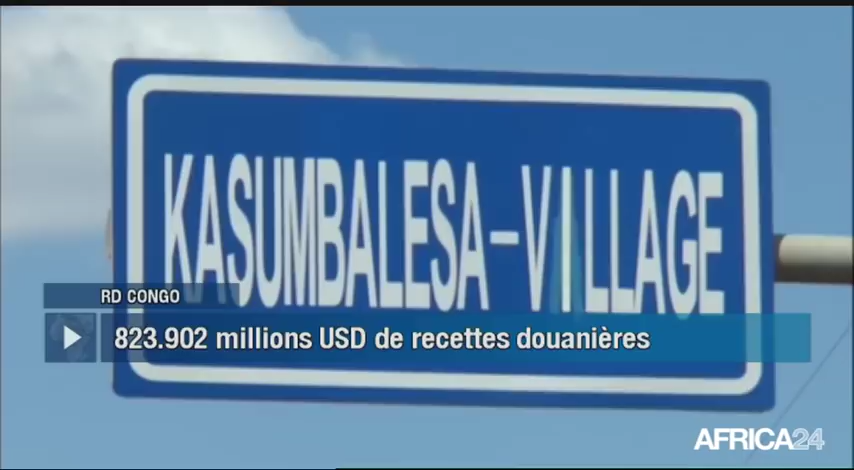 KASUMBALESA-VILLAGE
RD CONGO
823.902 millions USD de recettes douanières
AFRICA24